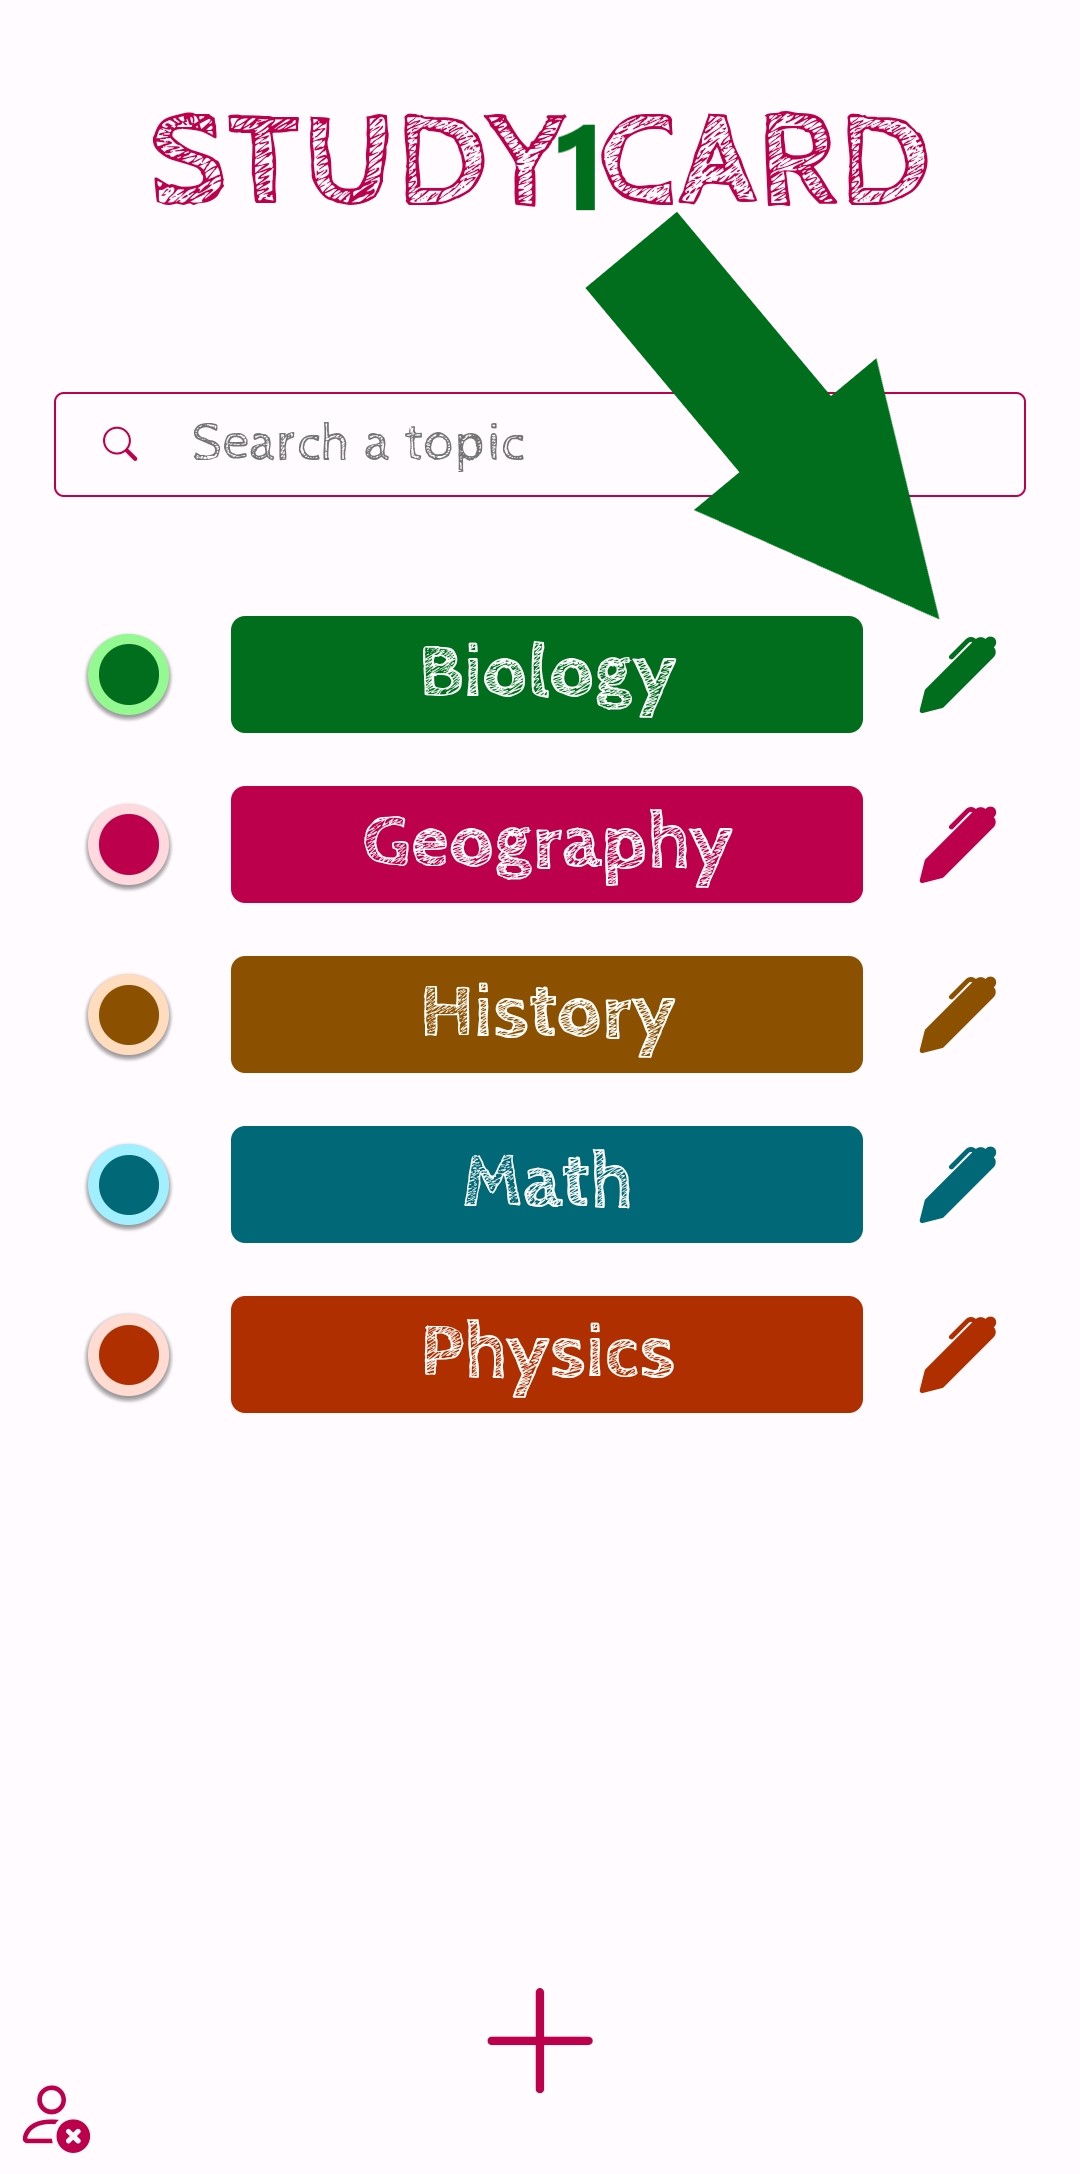 STUDY1CARD
Search a topic
Biology
Geography
History
Math
Physics